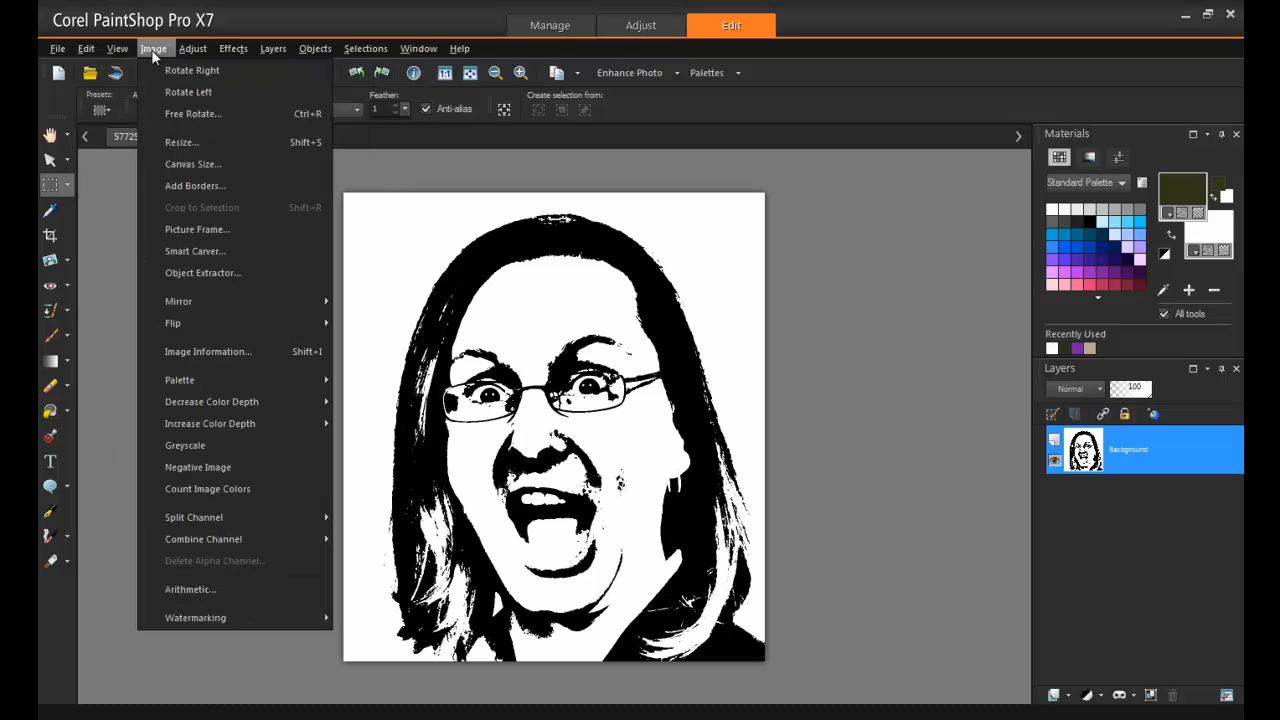 Corel PaintShop Pro X7
Manage Adjust Edit
File Edit View Image Adjust Effects Layers Objects Selections Window Help
Enhance Photo Palettes
Presets:
Feather:
Create selection from:
1
Anti-alias
5772
Rotate Right
Rotate Left
Free Rotate... Ctrl+R
Resize... Shift+S
Canvas Size...
Add Borders...
Crop to Selection Shift+R
Picture Frame...
Smart Carver...
Object Extractor...
Mirror
Flip
Image Information... Shift+I
Palette
Decrease Color Depth
Increase Color Depth
Greyscale
Negative Image
Count Image Colors
Split Channel
Combine Channel
Delete Alpha Channel...
Arithmetic...
Watermarking
Materials
Standard Palette
All tools
Recently Used
Layers
Normal 100
Background